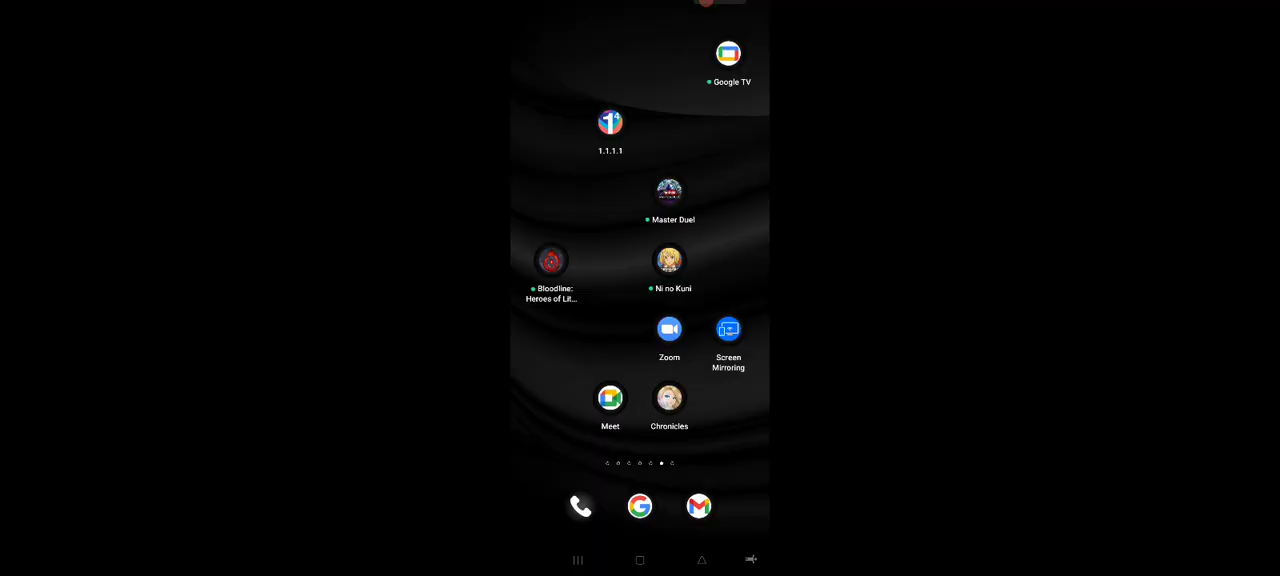 Google TV
1⁴
1.1.1.1
Master Duel
Bloodline:
Heroes of Lit...
Ni no Kuni
Zoom
Screen
Mirroring
Meet
Chronicles
G